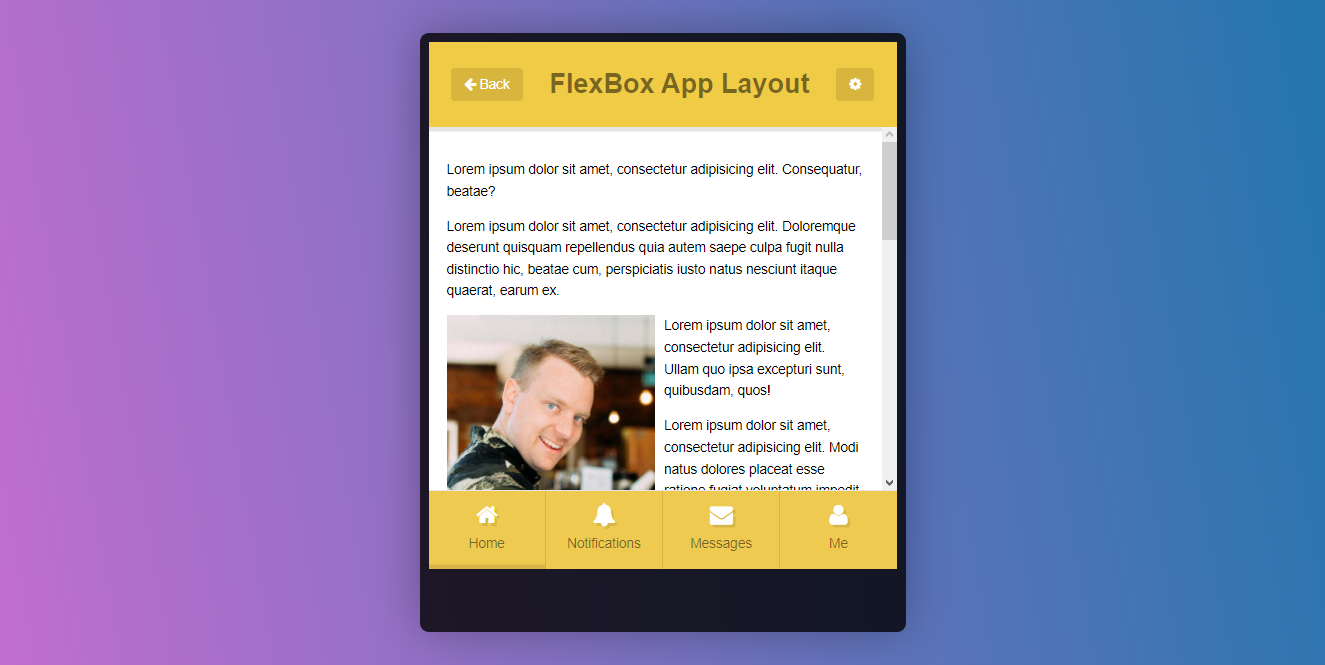 Back
FlexBox App Layout
Lorem ipsum dolor sit amet, consectetur adipisicing elit. Consequatur,
beatae?
Lorem ipsum dolor sit amet, consectetur adipisicing elit. Doloremque
deserunt quisquam repellendus quia autem saepe culpa fugit nulla
distinctio hic, beatae cum, perspiciatis iusto natus nesciunt itaque
quaerat, earum ex.
Lorem ipsum dolor sit amet,
consectetur adipisicing elit.
Ullam quo ipsa excepturi sunt,
quibusdam, quos!
Lorem ipsum dolor sit amet,
consectetur adipisicing elit. Modi
natus dolores placeat esse
ratione fugiat voluptatum impedit
Home
Notifications
Messages
Me